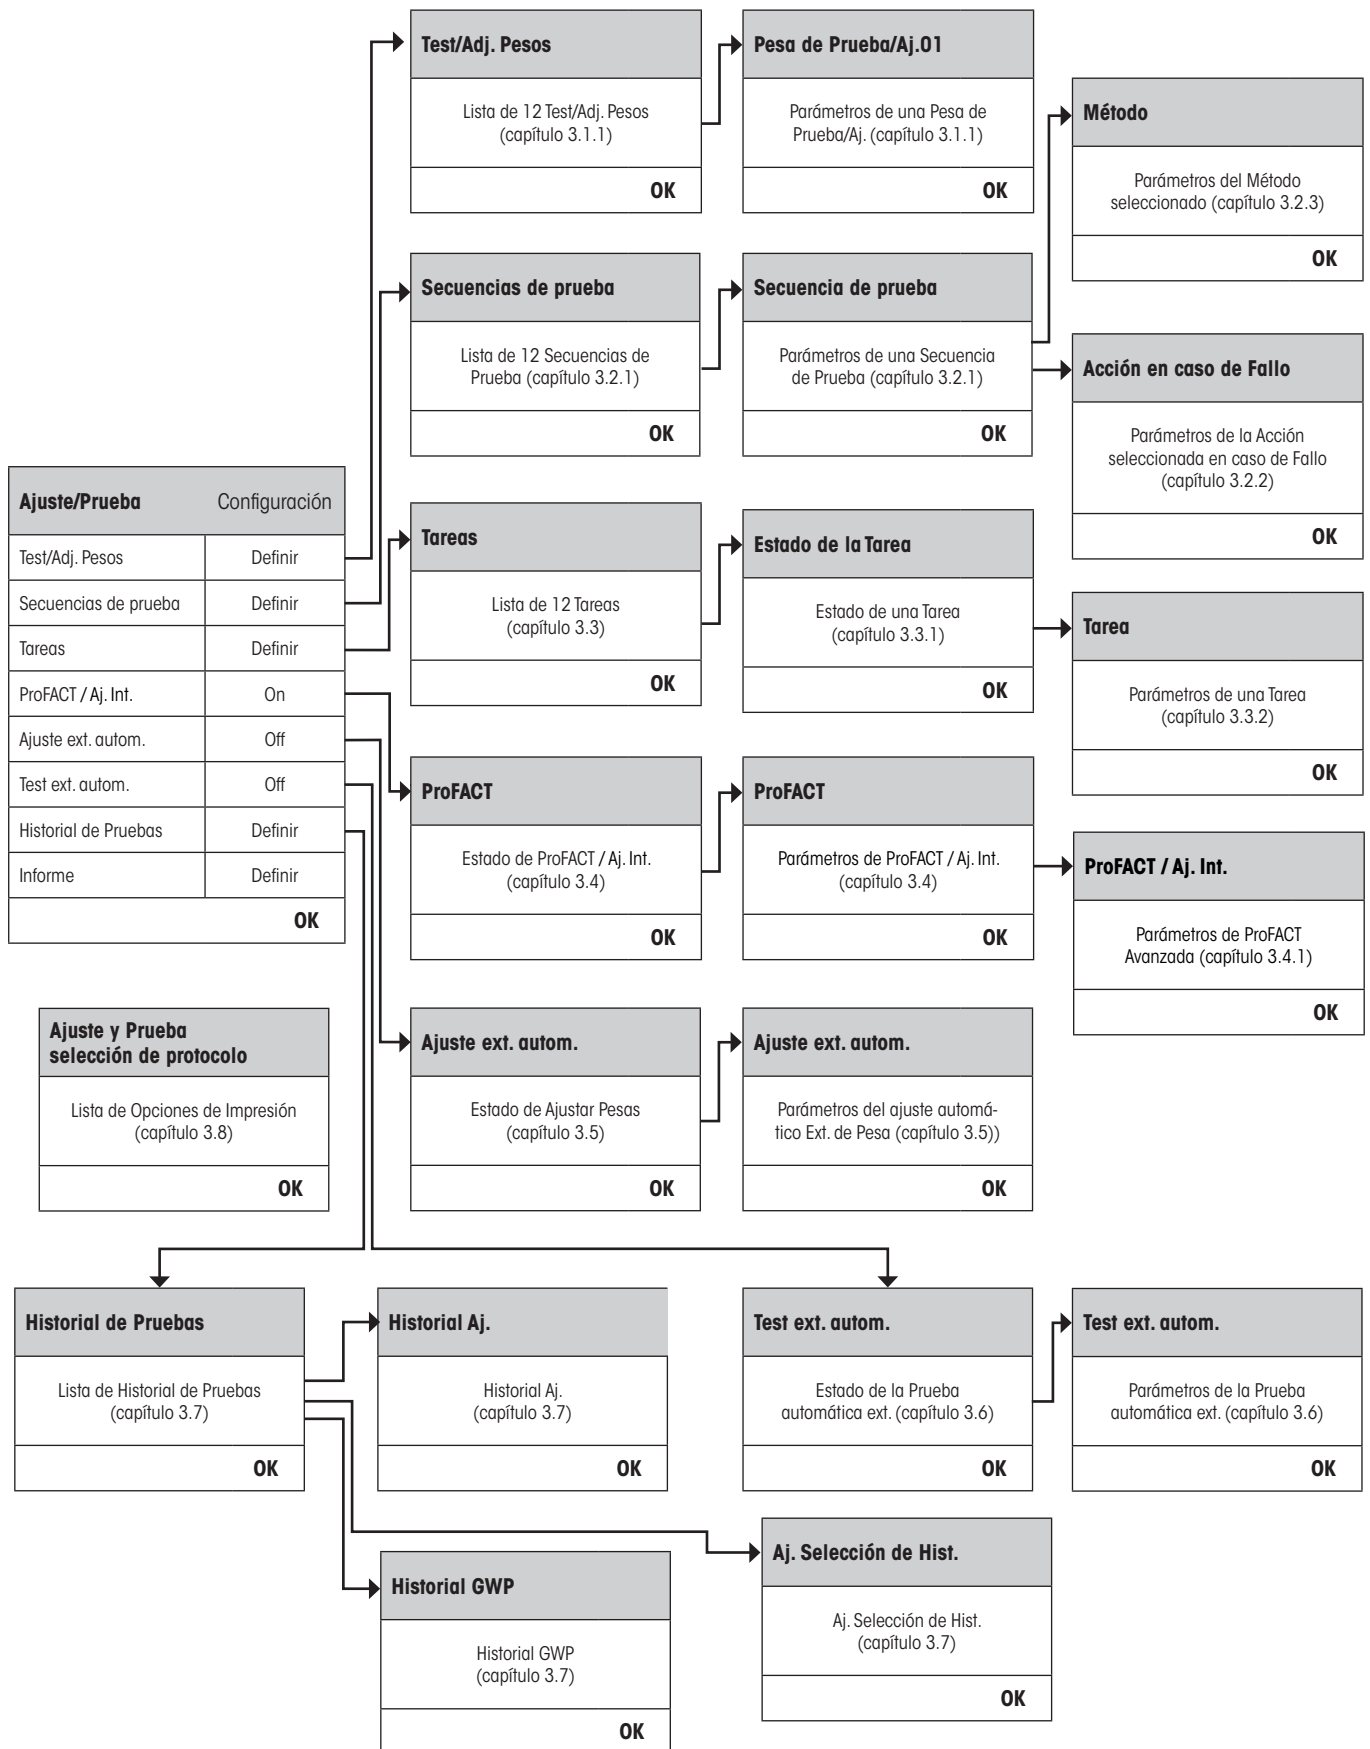 Test/Adj. Pesos
Lista de 12 Test/Adj. Pesos
(capítulo 3.1.1)
OK
Pesa de Prueba/Aj.01
Parámetros de una Pesa de
Prueba/Aj. (capítulo 3.1.1)
OK
Método
Parámetros del Método
seleccionado (capítulo 3.2.3)
OK
Secuencias de prueba
Lista de 12 Secuencias de
Prueba (capítulo 3.2.1)
OK
Secuencia de prueba
Parámetros de una Secuencia
de Prueba (capítulo 3.2.1)
OK
Acción en caso de Fallo
Parámetros de la Acción
seleccionada en caso de Fallo
(capítulo 3.2.2)
OK
Ajuste/Prueba Configuración
Test/Adj. Pesos Definir
Secuencias de prueba Definir
Tareas Definir
ProFACT / Aj. Int. On
Ajuste ext. autom. Off
Test ext. autom. Off
Historial de Pruebas Definir
Informe Definir
OK
Tareas
Lista de 12 Tareas
(capítulo 3.3)
OK
Estado de la Tarea
Estado de una Tarea
(capítulo 3.3.1)
OK
Tarea
Parámetros de una Tarea
(capítulo 3.3.2)
OK
ProFACT
Estado de ProFACT / Aj. Int.
(capítulo 3.4)
OK
ProFACT
Parámetros de ProFACT / Aj. Int.
(capítulo 3.4)
OK
ProFACT / Aj. Int.
Parámetros de ProFACT
Avanzada (capítulo 3.4.1)
OK
Ajuste y Prueba
selección de protocolo
Lista de Opciones de Impresión
(capítulo 3.8)
OK
Ajuste ext. autom.
Estado de Ajustar Pesas
(capítulo 3.5)
OK
Ajuste ext. autom.
Parámetros del ajuste automá-
tico Ext. de Pesa (capítulo 3.5))
OK
Historial de Pruebas
Lista de Historial de Pruebas
(capítulo 3.7)
OK
Historial Aj.
Historial Aj.
(capítulo 3.7)
OK
Test ext. autom.
Estado de la Prueba
automática ext. (capítulo 3.6)
OK
Test ext. autom.
Parámetros de la Prueba
automática ext. (capítulo 3.6)
OK
Historial GWP
Historial GWP
(capítulo 3.7)
OK
Aj. Selección de Hist.
Aj. Selección de Hist.
(capítulo 3.7)
OK